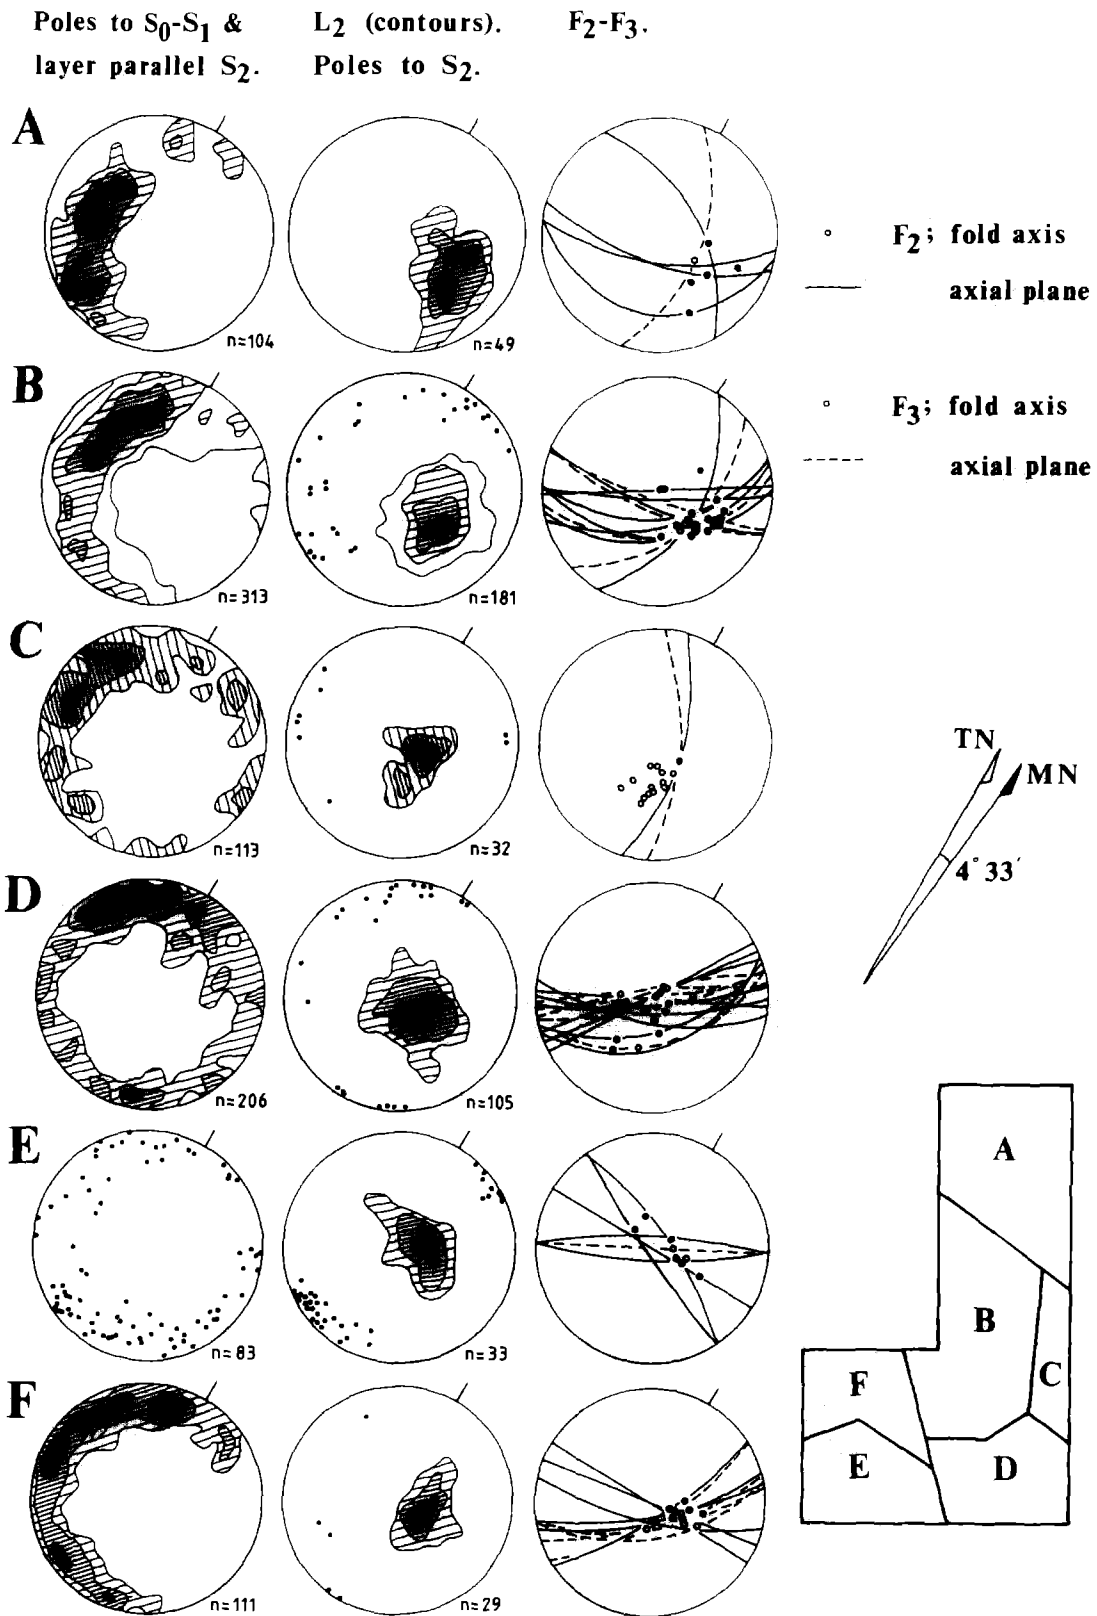 Poles to S0-S1 &
layer parallel S2.
L2 (contours).
Poles to S2.
F2-F3.
A
n=104
n=49
B
n=313
n=181
C
n=113
n=32
D
n=206
n=105
E
n=83
n=33
F
n=111
n=29
F2; fold axis
axial plane
F3; fold axis
axial plane
TN
MN
4° 33'
A
B
C
F
E
D